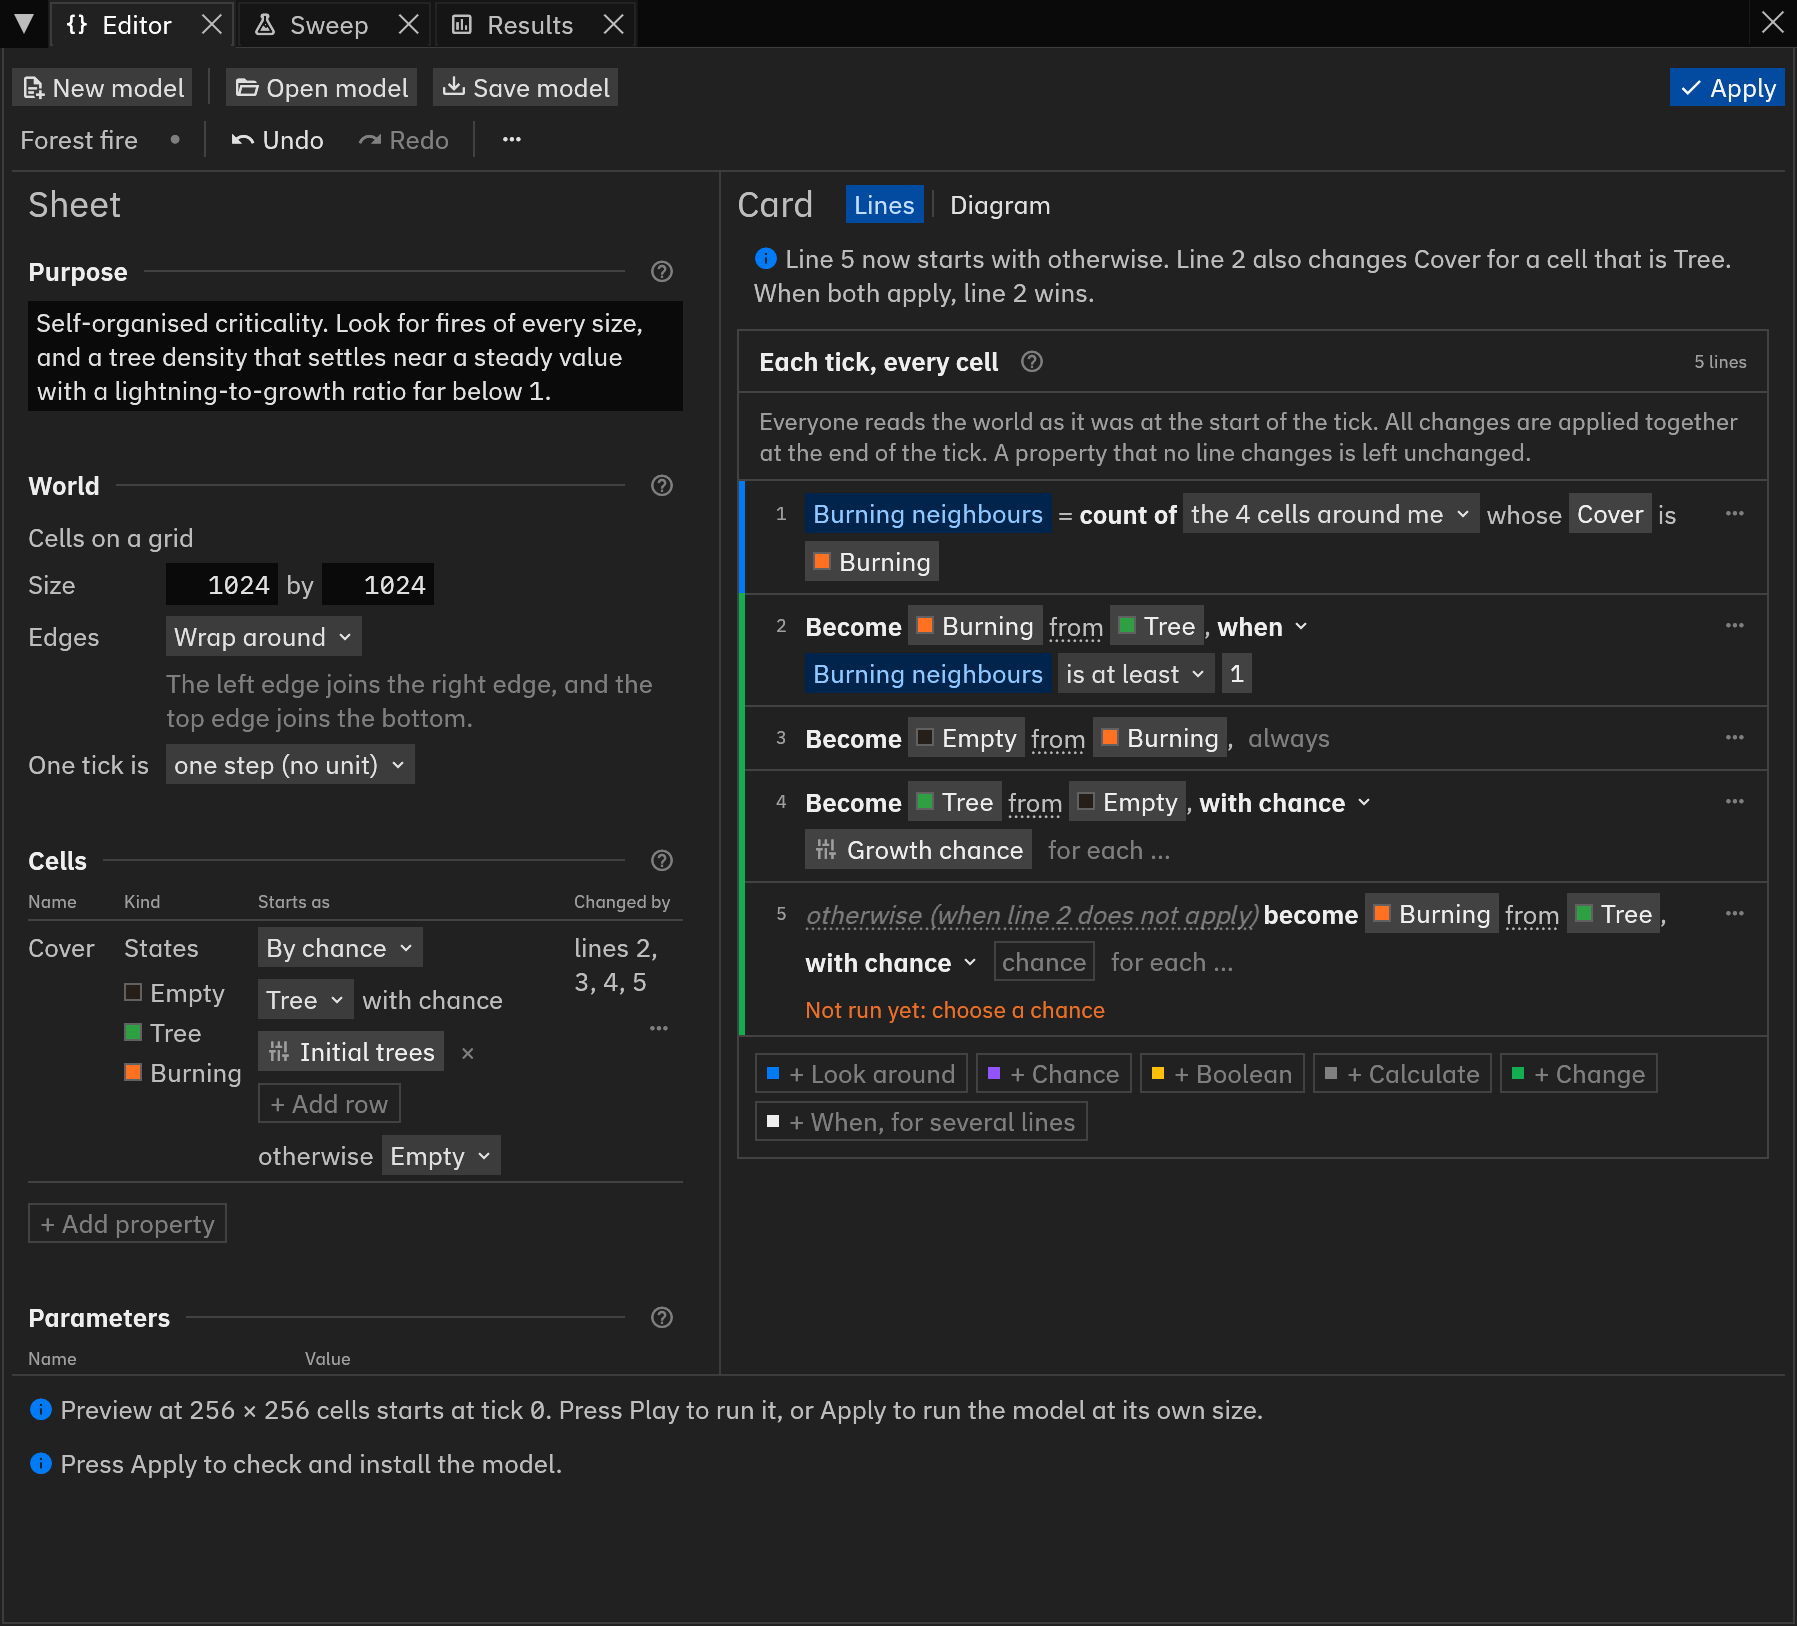 Editor
Sweep
Results
New model
Open model
Save model
Apply
Forest fire
Undo
Redo
Sheet
Purpose
Self-organised criticality. Look for fires of every size,
and a tree density that settles near a steady value
with a lightning-to-growth ratio far below 1.
World
Cells on a grid
Size 1024 by 1024
Edges Wrap around
The left edge joins the right edge, and the
top edge joins the bottom.
One tick is one step (no unit)
Cells
Name Kind Starts as Changed by
Cover States By chance lines 2,
3, 4, 5
Empty
Tree
Burning
Tree with chance
Initial trees ×
+ Add row
otherwise Empty
+ Add property
Parameters
Name Value
Card Lines Diagram
Line 5 now starts with otherwise. Line 2 also changes Cover for a cell that is Tree.
When both apply, line 2 wins.
Each tick, every cell 5 lines
Everyone reads the world as it was at the start of the tick. All changes are applied together
at the end of the tick. A property that no line changes is left unchanged.
1 Burning neighbours = count of the 4 cells around me whose Cover is
Burning
2 Become Burning from Tree, when
Burning neighbours is at least 1
3 Become Empty from Burning, always
4 Become Tree from Empty, with chance
Growth chance for each ...
5 otherwise (when line 2 does not apply) become Burning from Tree,
with chance chance for each ...
Not run yet: choose a chance
+ Look around + Chance + Boolean + Calculate + Change
+ When, for several lines
Preview at 256 × 256 cells starts at tick 0. Press Play to run it, or Apply to run the model at its own size.
Press Apply to check and install the model.